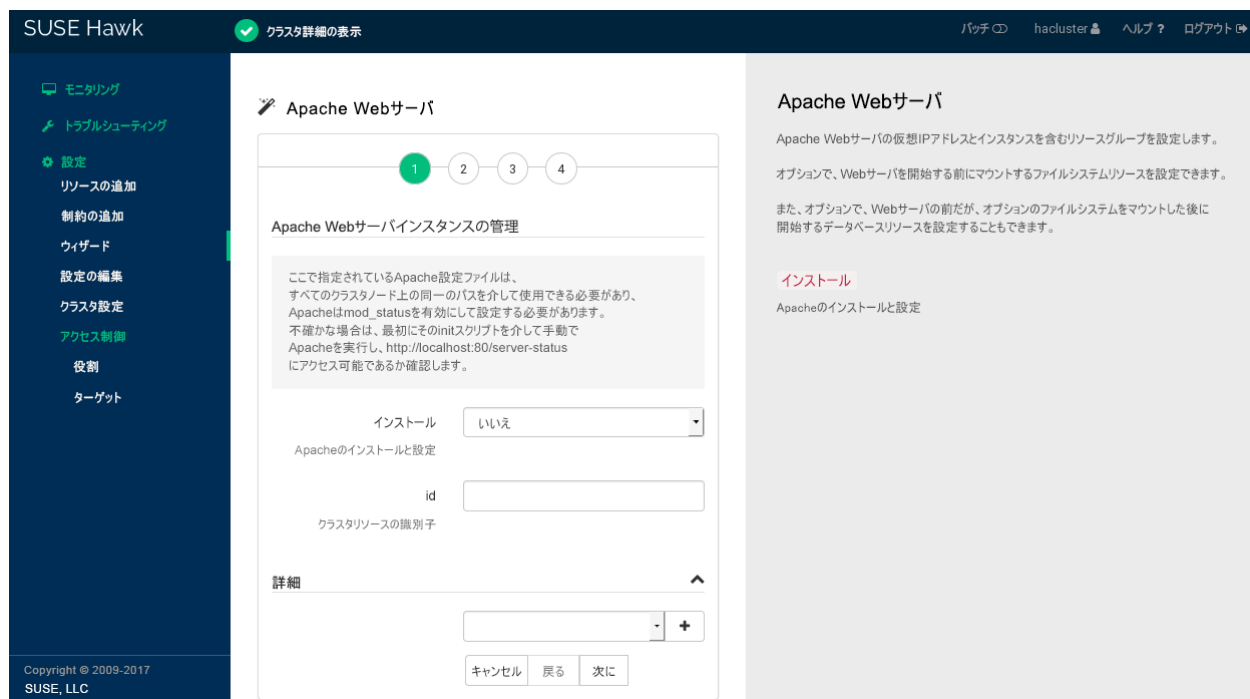 SUSE Hawk
クラスタ詳細の表示
バッチ
hacluster
ヘルプ ?
ログアウト
モニタリング
トラブルシューティング
設定
リソースの追加
制約の追加
ウィザード
設定の編集
クラスタ設定
アクセス制御
役割
ターゲット
Copyright © 2009-2017
SUSE, LLC
Apache Webサーバ
1 2 3 4
Apache Webサーバインスタンスの管理
ここで指定されているApache設定ファイルは、
すべてのクラスタノード上の同一のパスを介して使用できる必要があり、
Apacheはmod_statusを有効にして設定する必要があります。
不確かな場合は、最初にそのinitスクリプトを介して手動で
Apacheを実行し、http://localhost:80/server-status
にアクセス可能であるか確認します。
インストール
いいえ
Apacheのインストールと設定
id
クラスタリソースの識別子
詳細
キャンセル
戻る
次に
Apache Webサーバ
Apache Webサーバの仮想IPアドレスとインスタンスを含むリソースグループを設定します。
オプションで、Webサーバを開始する前にマウントするファイルシステムリソースを設定できます。
また、オプションで、Webサーバの前だが、オプションのファイルシステムをマウントした後に
開始するデータベースリソースを設定することもできます。
インストール
Apacheのインストールと設定